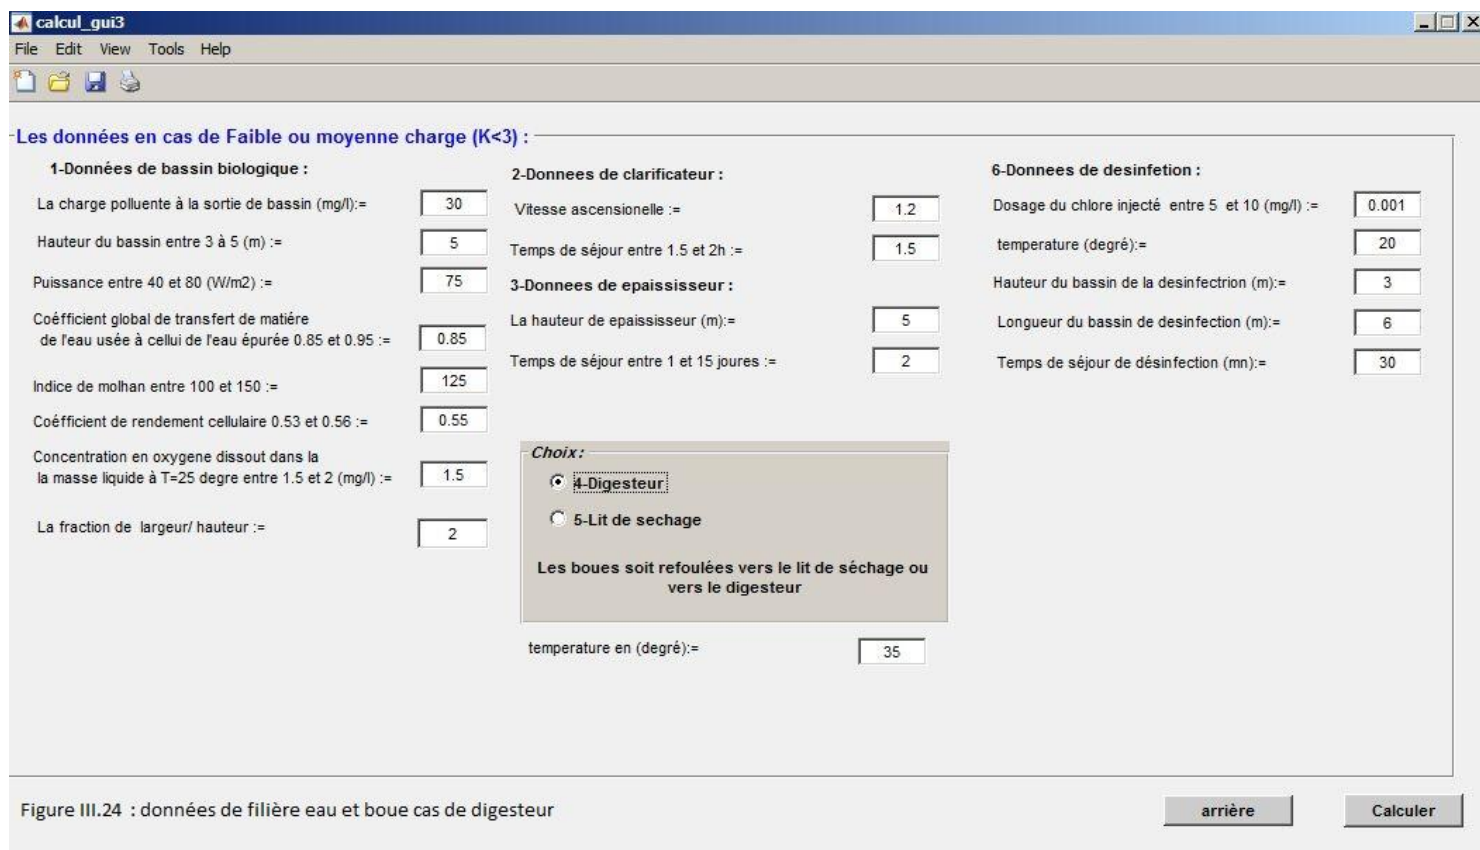 calcul_gui3
File Edit View Tools Help
Les données en cas de Faible ou moyenne charge (K<3) :
1-Données de bassin biologique :
La charge polluente à la sortie de bassin (mg/l):= 30
Hauteur du bassin entre 3 à 5 (m) := 5
Puissance entre 40 et 80 (W/m2) := 75
Coéfficient global de transfert de matiére
de l'eau usée à cellui de l'eau épurée 0.85 et 0.95 := 0.85
Indice de molhan entre 100 et 150 := 125
Coéfficient de rendement cellulaire 0.53 et 0.56 := 0.55
Concentration en oxygene dissout dans la
la masse liquide à T=25 degre entre 1.5 et 2 (mg/l) := 1.5
La fraction de largeur/ hauteur := 2
2-Donnees de clarificateur :
Vitesse ascensionelle := 1.2
Temps de séjour entre 1.5 et 2h := 1.5
3-Donnees de epaississeur :
La hauteur de epaississeur (m):= 5
Temps de séjour entre 1 et 15 joures := 2
Choix:
4-Digesteur
5-Lit de sechage
Les boues soit refoulées vers le lit de séchage ou
vers le digesteur
temperature en (degré):= 35
6-Donnees de desinfetion :
Dosage du chlore injecté entre 5 et 10 (mg/l) := 0.001
temperature (degré):= 20
Hauteur du bassin de la desinfectrion (m):= 3
Longueur du bassin de desinfection (m):= 6
Temps de séjour de désinfection (mn):= 30
Figure III.24 : données de filière eau et boue cas de digesteur
arrière
Calculer